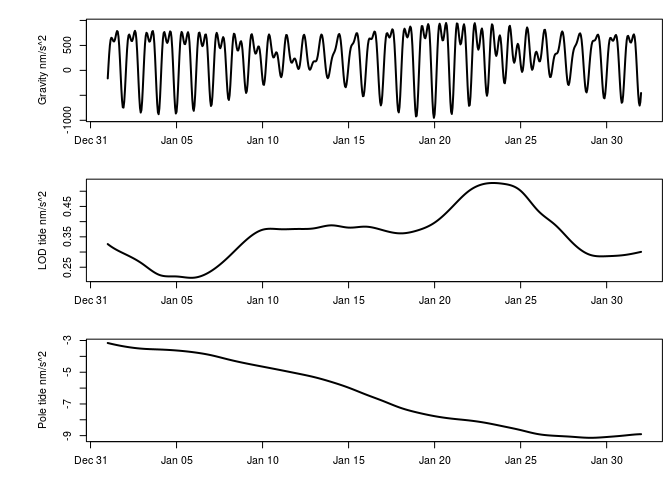 Gravity nm/s^2
500
0
-1000
Dec 31 Jan 05 Jan 10 Jan 15 Jan 20 Jan 25 Jan 30
LOD tide nm/s^2
0.45
0.35
0.25
Dec 31 Jan 05 Jan 10 Jan 15 Jan 20 Jan 25 Jan 30
Pole tide nm/s^2
-3
-5
-7
-9
Dec 31 Jan 05 Jan 10 Jan 15 Jan 20 Jan 25 Jan 30